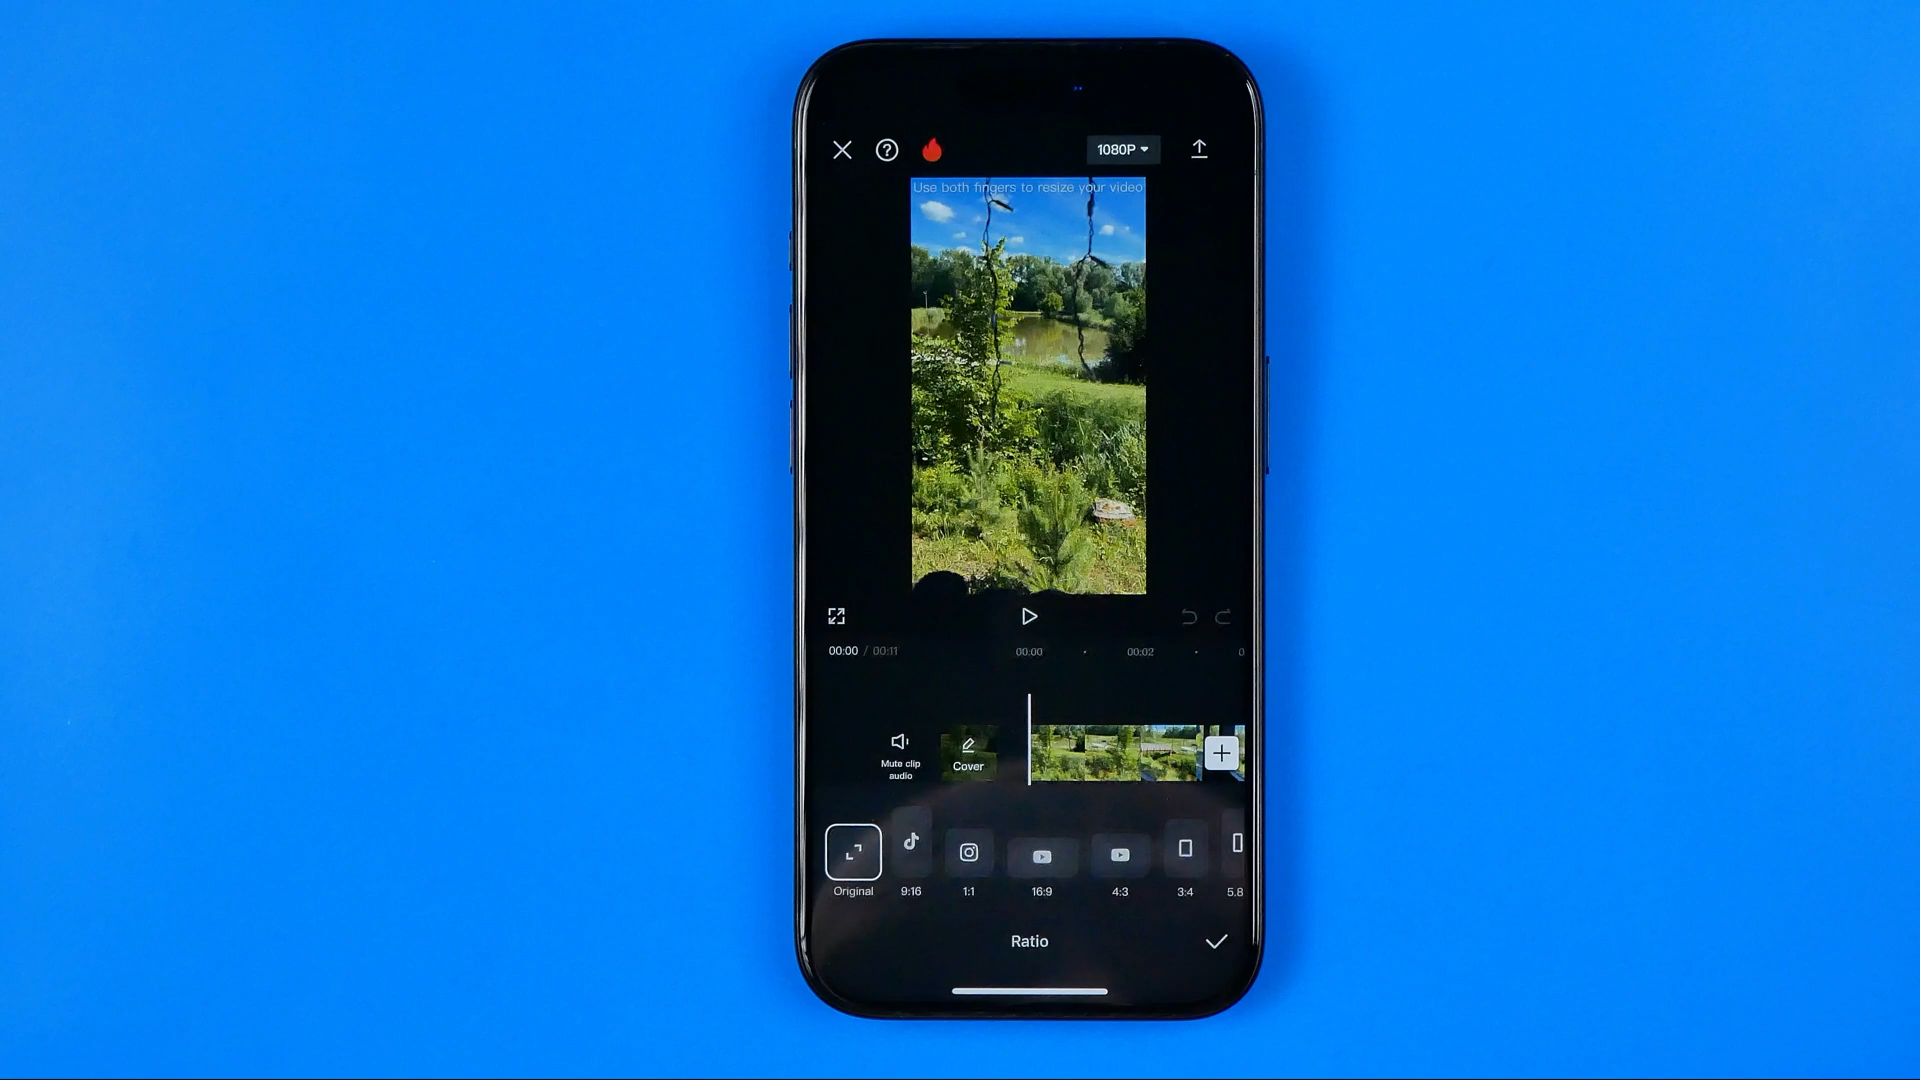 1080P
Use both fingers to resize your video
00:00 / 00:11
00:00
00:02
0
Mute clip
audio
Cover
Original
9:16
1:1
16:9
4:3
3:4
5.8
Ratio